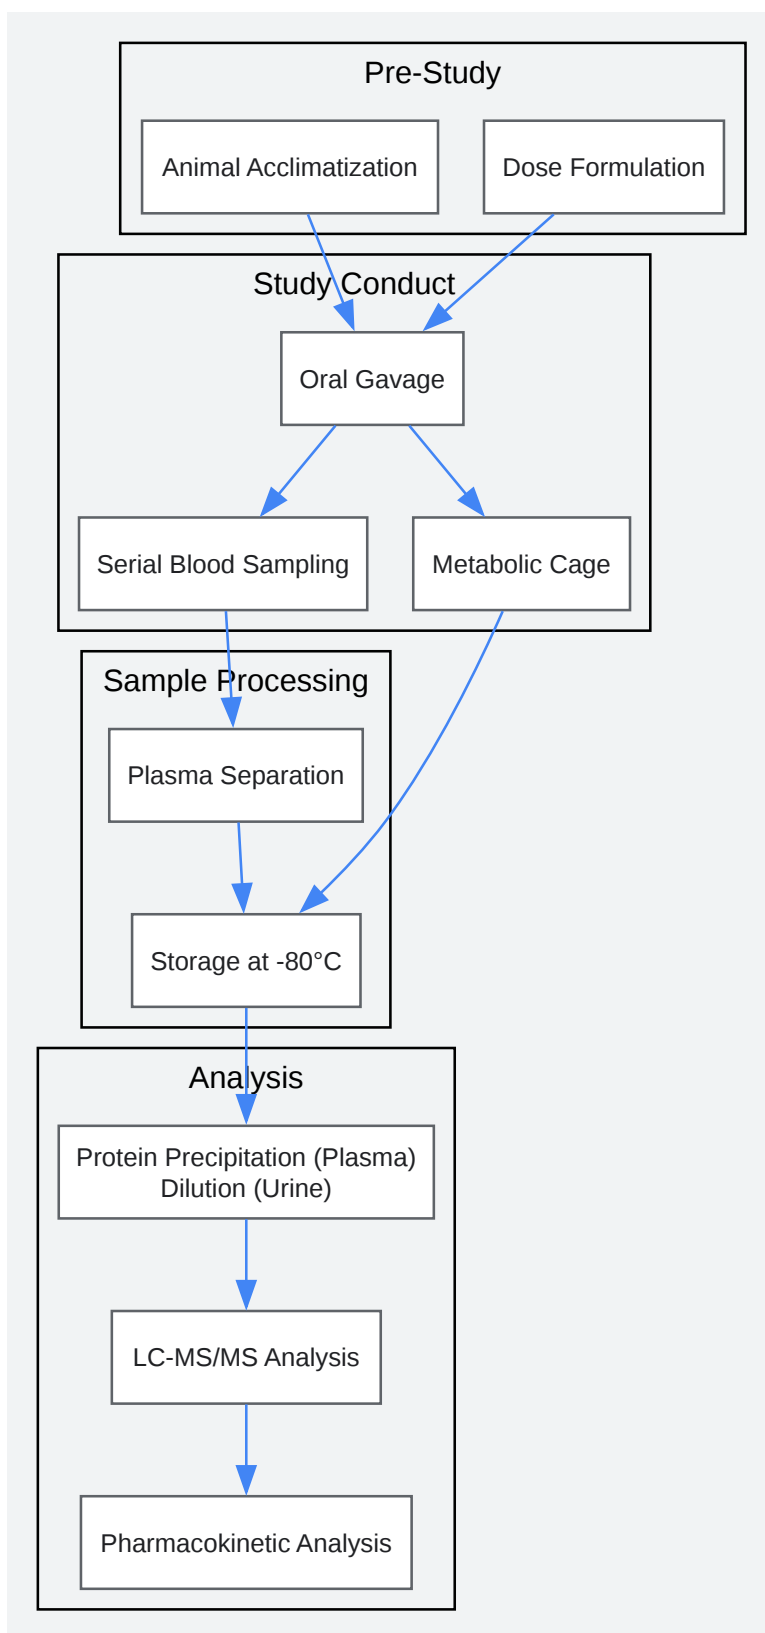 Pre-Study
Animal Acclimatization
Dose Formulation
Study Conduct
Oral Gavage
Serial Blood Sampling
Metabolic Cage
Sample Processing
Plasma Separation
Storage at -80°C
Analysis
Protein Precipitation (Plasma)
Dilution (Urine)
LC-MS/MS Analysis
Pharmacokinetic Analysis